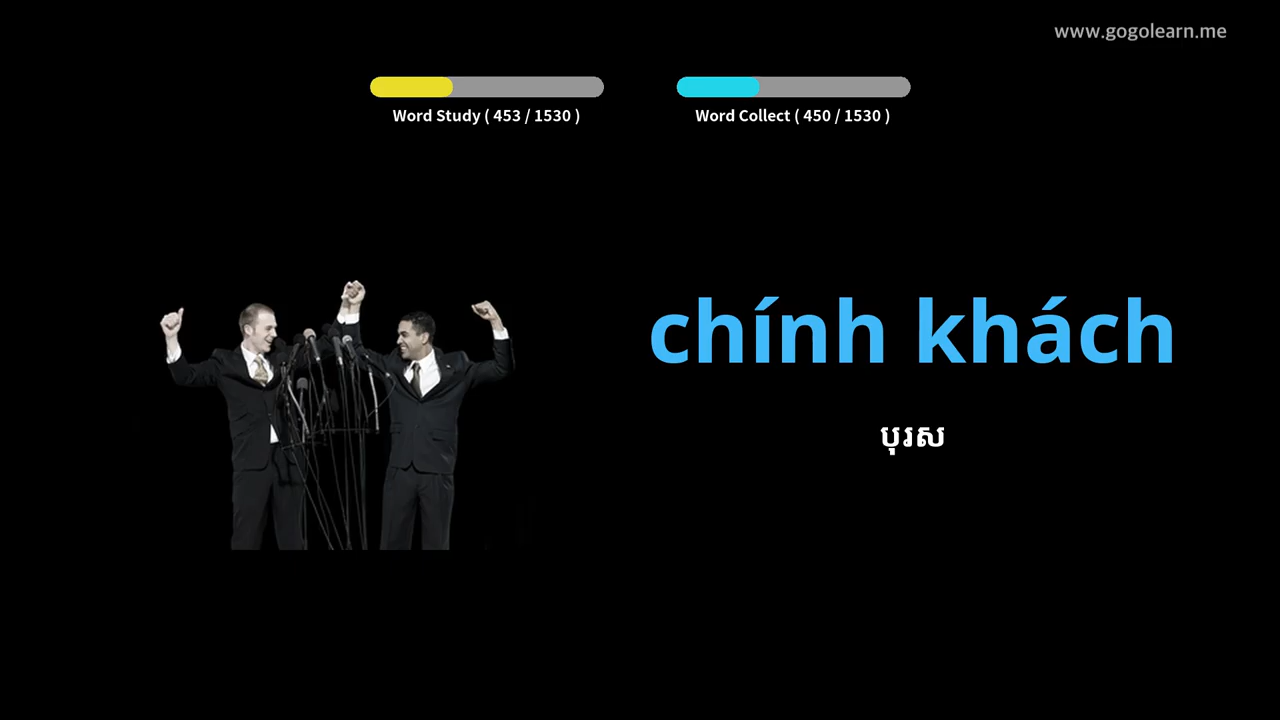 www.gogolearn.me
Word Study ( 453 / 1530 )
Word Collect ( 450 / 1530 )
chính khách
បុរស